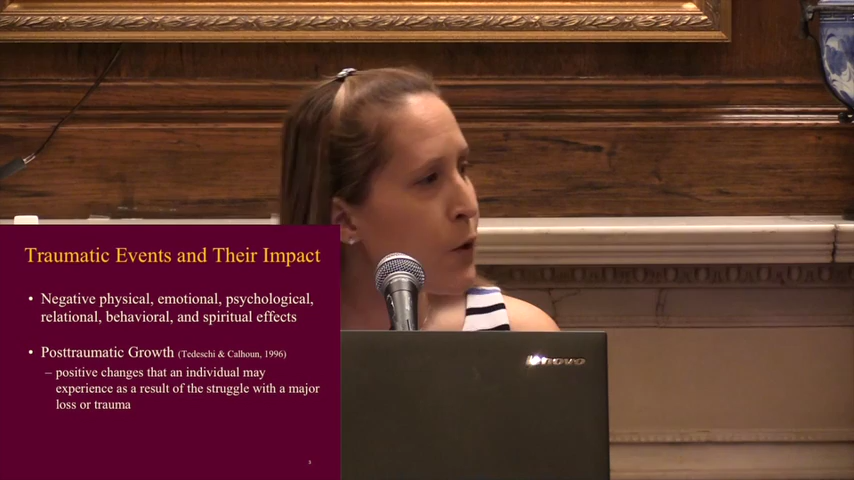 Traumatic Events and Their Impact
• Negative physical, emotional, psychological,
relational, behavioral, and spiritual effects
• Posttraumatic Growth (Tedeschi & Calhoun, 1996)
– positive changes that an individual may
experience as a result of the struggle with a major
loss or trauma
lenovo